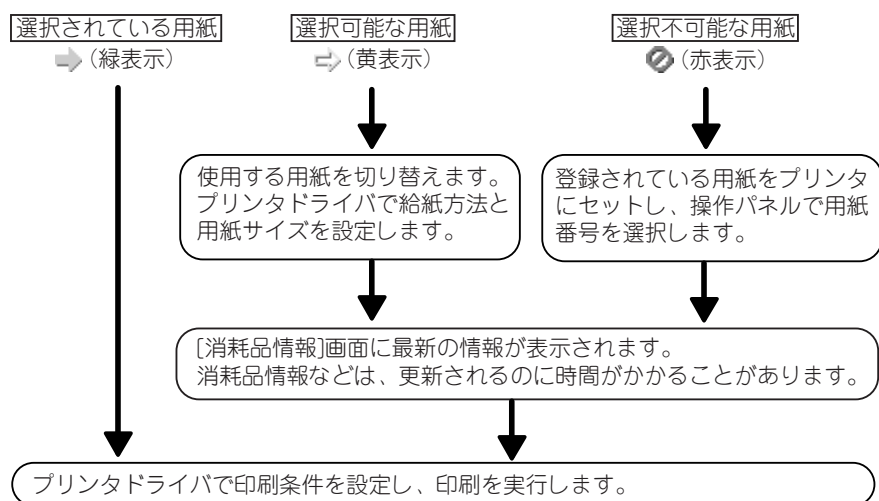 選択されている用紙
(緑表示)
選択可能な用紙
(黄表示)
選択不可能な用紙
(赤表示)
使用する用紙を切り替えます。
プリンタドライバで給紙方法と
用紙サイズを設定します。
登録されている用紙をプリンタ
にセットし、操作パネルで用紙
番号を選択します。
[消耗品情報]画面に最新の情報が表示されます。
消耗品情報などは、更新されるのに時間がかかることがあります。
プリンタドライバで印刷条件を設定し、印刷を実行します。